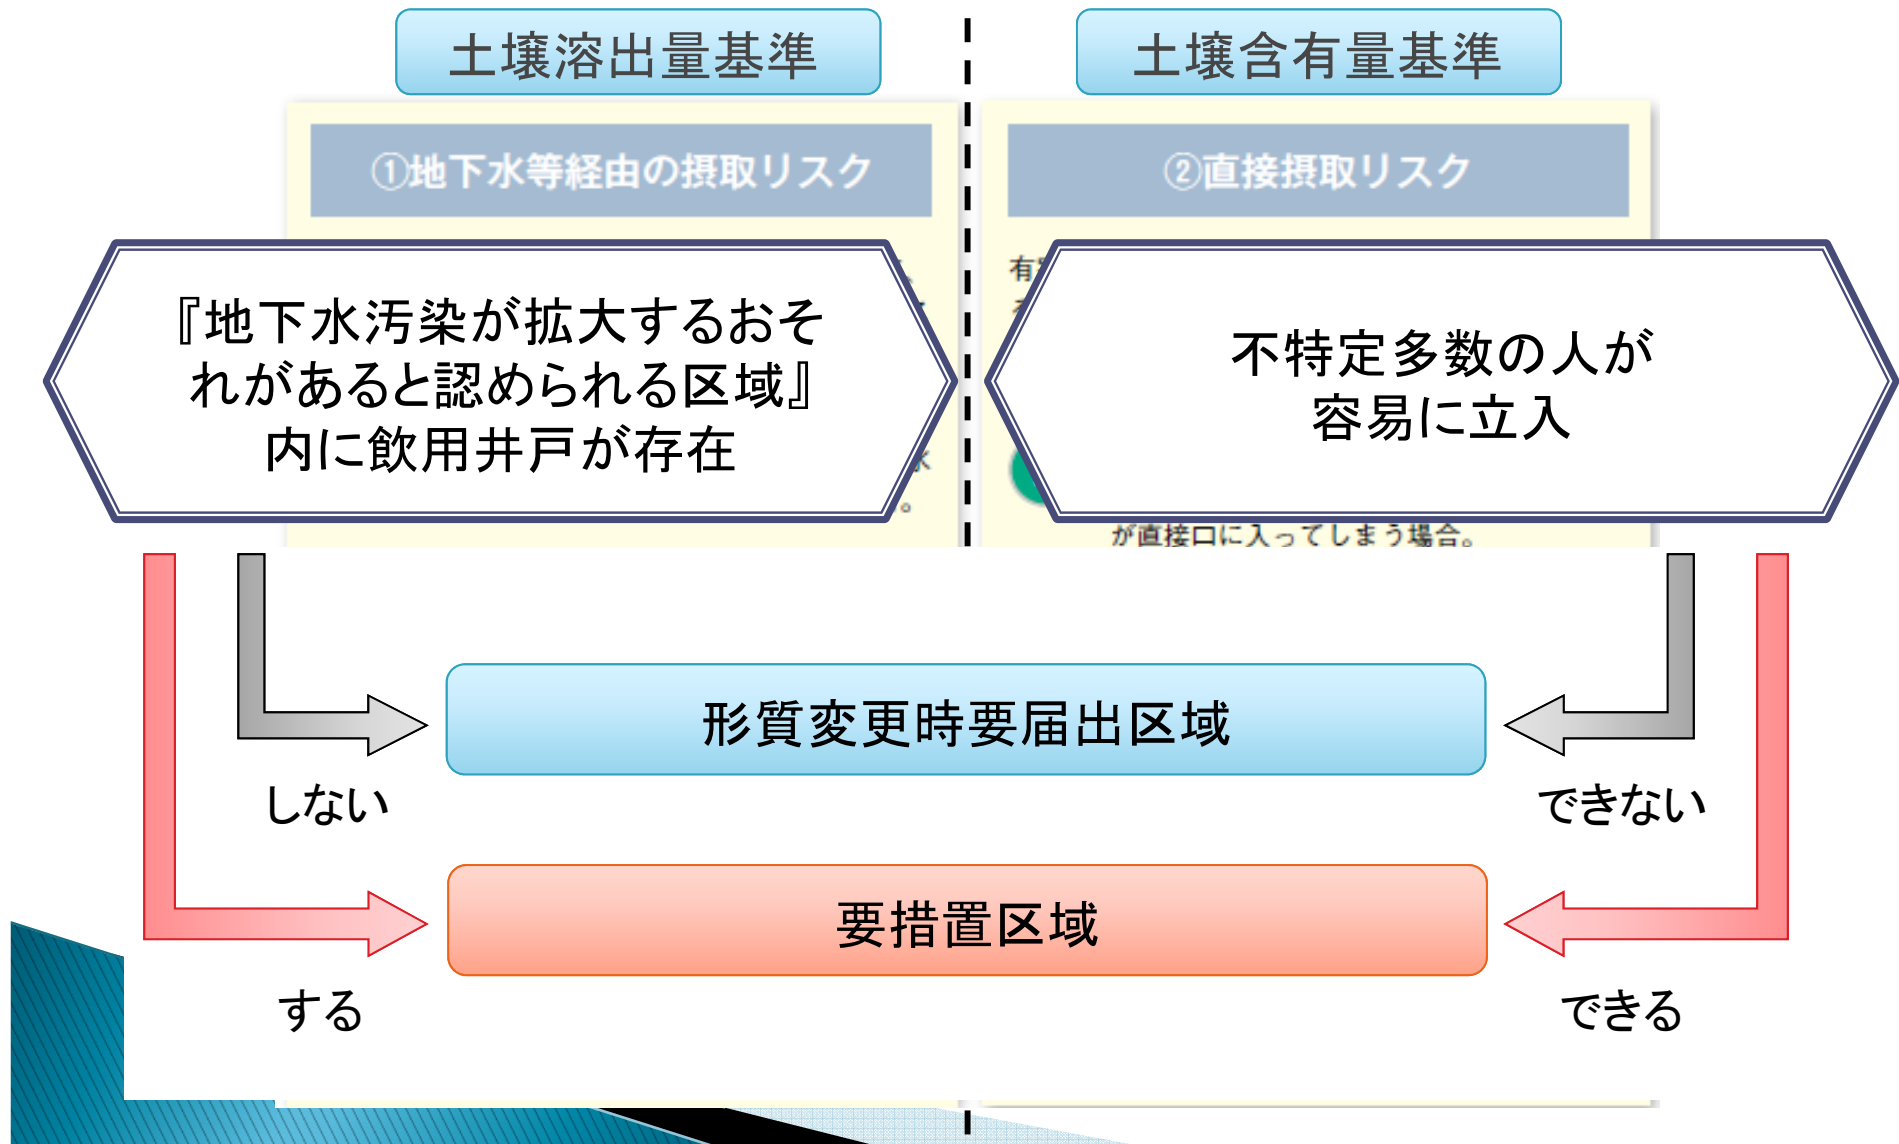 土壌溶出量基準
①地下水等経由の摂取リスク
『地下水汚染が拡大するおそ
れがあると認められる区域』
内に飲用井戸が存在
土壌含有量基準
②直接摂取リスク
有
不特定多数の人が
容易に立入
が直接口に入ってしまう場合。
形質変更時要届出区域
しない
できない
要措置区域
する
できる